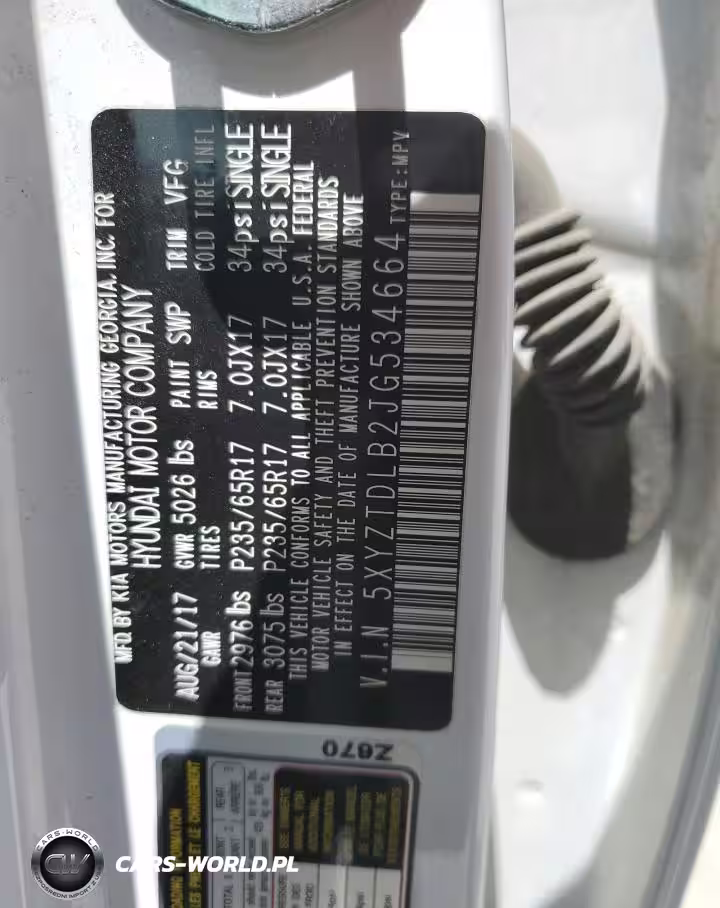 MFD. BY KIA MOTORS MANUFACTURING GEORGIA, INC. FOR
HYUNDAI MOTOR COMPANY
AUG/21/17 GVWR 5026 lbs PAINT SWP TRIM VFG
GAWR TIRES RIMS COLD TIRE INFL
FRONT 2976 lbs P235/65R17 7.0JX17 34psi SINGLE
REAR 3075 lbs P235/65R17 7.0JX17 34psi SINGLE
THIS VEHICLE CONFORMS TO ALL APPLICABLE U.S.A. FEDERAL
MOTOR VEHICLE SAFETY AND THEFT PREVENTION STANDARDS
IN EFFECT ON THE DATE OF MANUFACTURE SHOWN ABOVE
V.I.N 5XYZTDLB2JG534664 TYPE:MPV
Z670
CARS-WORLD
CW
CARS-WORLD.PL